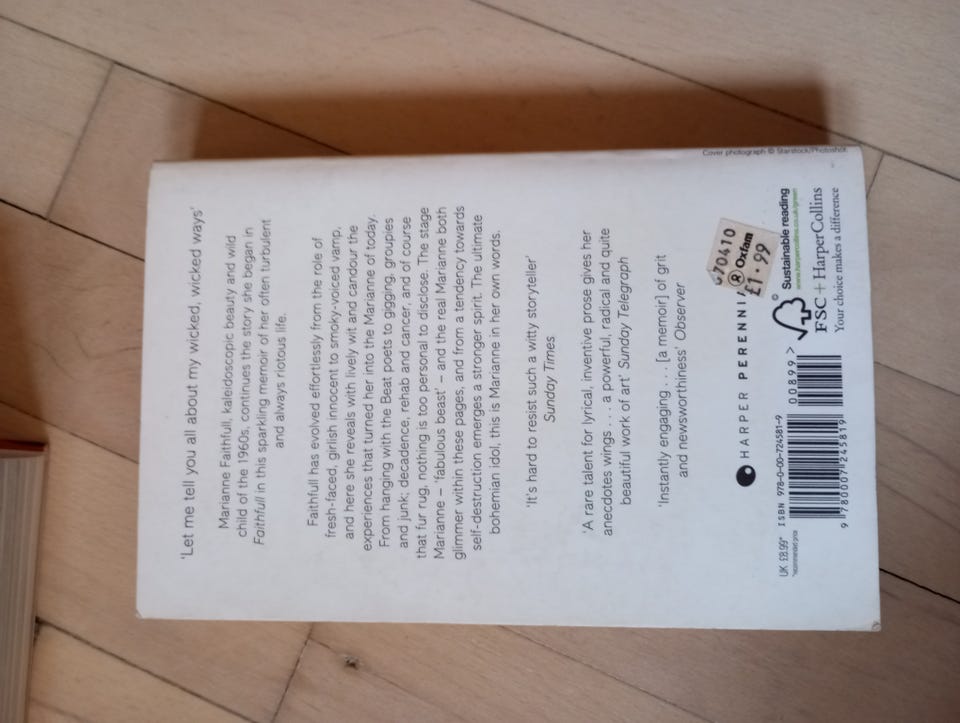 'Let me tell you all about my wicked, wicked ways'
Marianne Faithfull, kaleidoscopic beauty and wild
child of the 1960s, continues the story she began in
Faithfull in this sparkling memoir of her often turbulent
and always riotous life.
Faithfull has evolved effortlessly from the role of
fresh-faced, girlish innocent to smoky-voiced vamp,
and here she reveals with lively wit and candour the
experiences that turned her into the Marianne of today.
From hanging with the Beat poets to gigging, groupies
and junk; decadence, rehab and cancer, and of course
that fur rug, nothing is too personal to disclose. The stage
Marianne – 'fabulous beast' – and the real Marianne both
glimmer within these pages, and from a tendency towards
self-destruction emerges a stronger spirit. The ultimate
bohemian idol, this is Marianne in her own words.
'It's hard to resist such a witty storyteller'
Sunday Times
'A rare talent for lyrical, inventive prose gives her
anecdotes wings . . . a powerful, radical and quite
beautiful work of art' Sunday Telegraph
'Instantly engaging . . . [a memoir] of grit
and newsworthiness' Observer
HARPER PERENNI
70410
Oxfam
£1·99
UK £8.99*
*recommended price
ISBN 978-0-00-724581-9
00899>
9 780007 245819
FSC + HarperCollins
Your choice makes a difference
Sustainable reading
www.harpercollins.co.uk/green
Cover photograph © Starstock/Photoshot